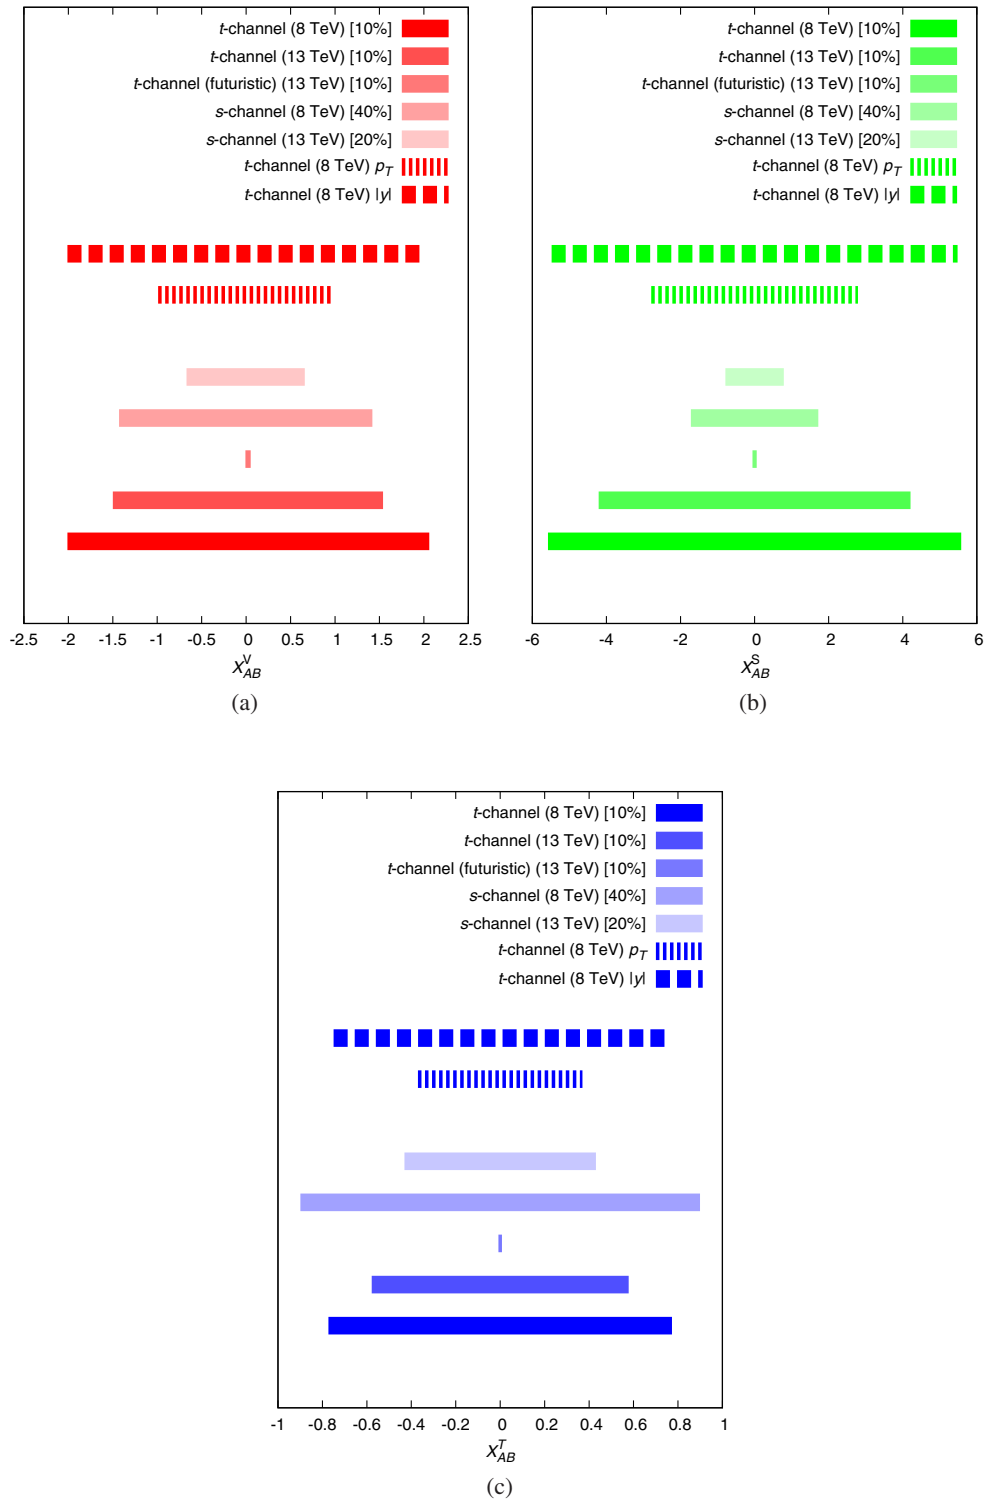 t-channel (8 TeV) [10%]
t-channel (13 TeV) [10%]
t-channel (futuristic) (13 TeV) [10%]
s-channel (8 TeV) [40%]
s-channel (13 TeV) [20%]
t-channel (8 TeV) p_T
t-channel (8 TeV) |y|
-2.5 -2 -1.5 -1 -0.5 0 0.5 1 1.5 2 2.5
X^V_AB
(a)
t-channel (8 TeV) [10%]
t-channel (13 TeV) [10%]
t-channel (futuristic) (13 TeV) [10%]
s-channel (8 TeV) [40%]
s-channel (13 TeV) [20%]
t-channel (8 TeV) p_T
t-channel (8 TeV) |y|
-6 -4 -2 0 2 4 6
X^S_AB
(b)
t-channel (8 TeV) [10%]
t-channel (13 TeV) [10%]
t-channel (futuristic) (13 TeV) [10%]
s-channel (8 TeV) [40%]
s-channel (13 TeV) [20%]
t-channel (8 TeV) p_T
t-channel (8 TeV) |y|
-1 -0.8 -0.6 -0.4 -0.2 0 0.2 0.4 0.6 0.8 1
X^T_AB
(c)